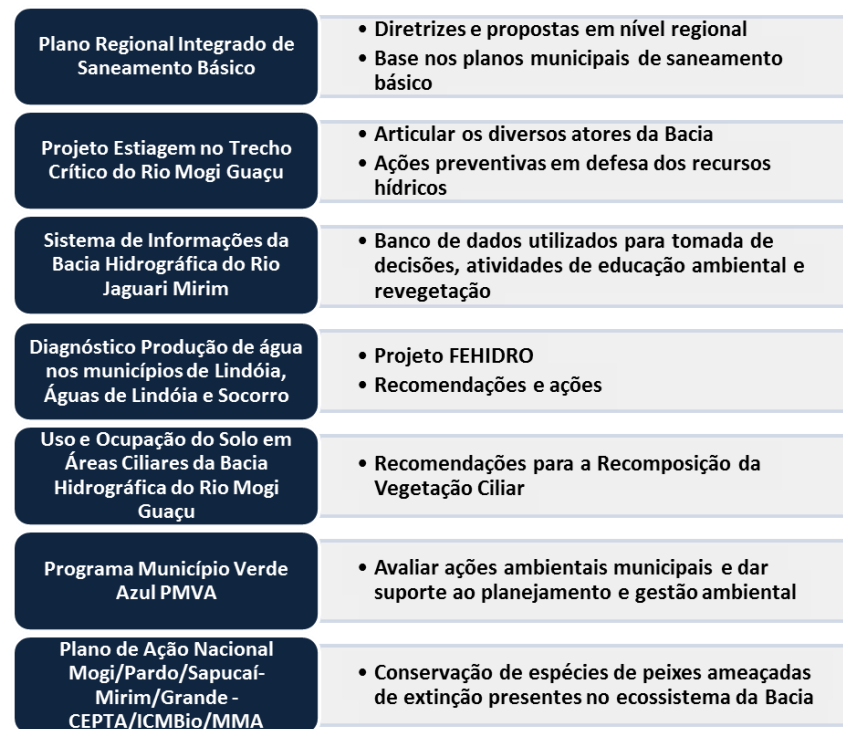 Plano Regional Integrado de
Saneamento Básico
• Diretrizes e propostas em nível regional
• Base nos planos municipais de saneamento
básico
Projeto Estiagem no Trecho
Crítico do Rio Mogi Guaçu
• Articular os diversos atores da Bacia
• Ações preventivas em defesa dos recursos
hídricos
Sistema de Informações da
Bacia Hidrográfica do Rio
Jaguari Mirim
• Banco de dados utilizados para tomada de
decisões, atividades de educação ambiental e
revegetação
Diagnóstico Produção de água
nos municípios de Lindóia,
Águas de Lindóia e Socorro
• Projeto FEHIDRO
• Recomendações e ações
Uso e Ocupação do Solo em
Áreas Ciliares da Bacia
Hidrográfica do Rio Mogi
Guaçu
• Recomendações para a Recomposição da
Vegetação Ciliar
Programa Município Verde
Azul PMVA
• Avaliar ações ambientais municipais e dar
suporte ao planejamento e gestão ambiental
Plano de Ação Nacional
Mogi/Pardo/Sapucaí-
Mirim/Grande -
CEPTA/ICMBio/MMA
• Conservação de espécies de peixes ameaçadas
de extinção presentes no ecossistema da Bacia